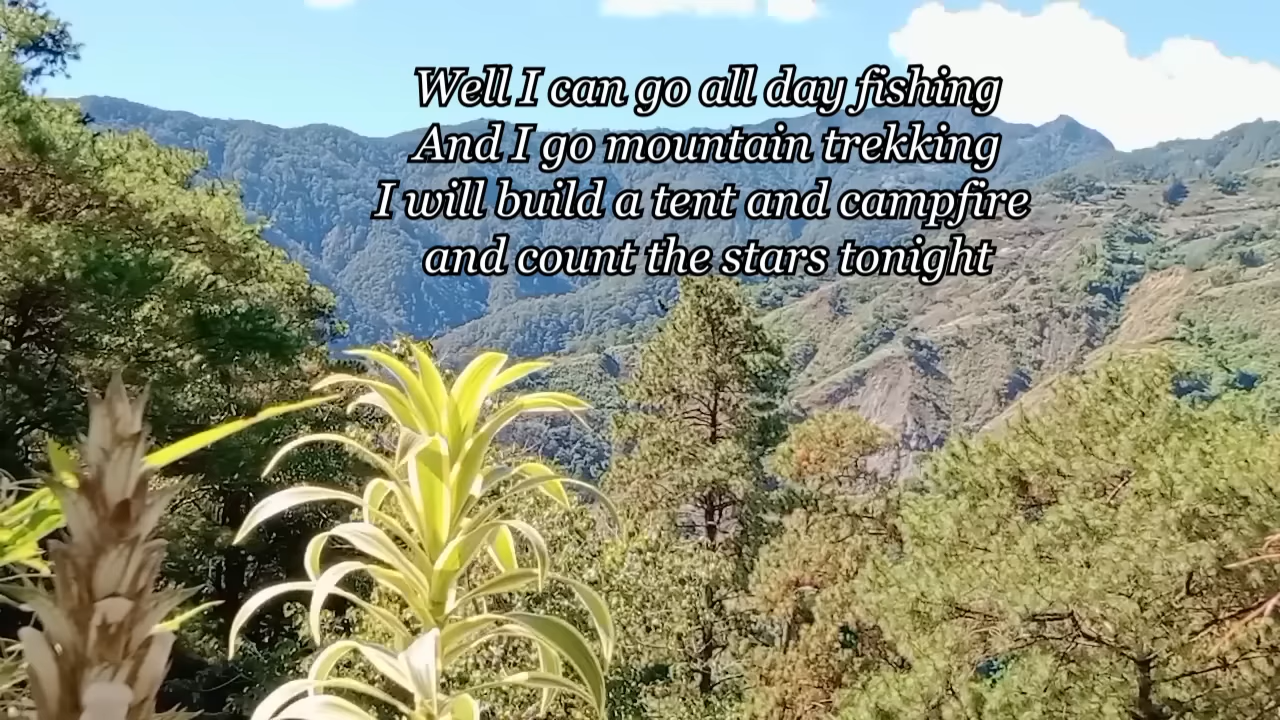 Well I can go all day fishing
And I go mountain trekking
I will build a tent and campfire
and count the stars tonight